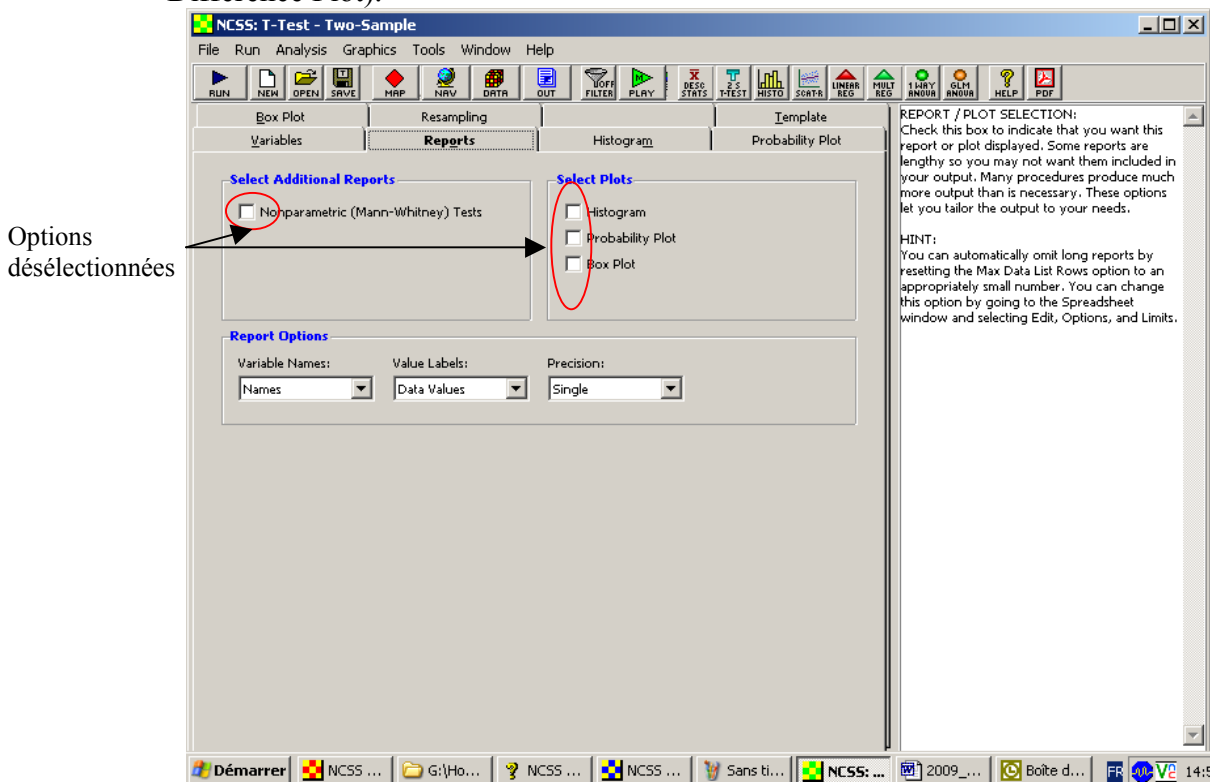 Difference Plot).
NCSS: T-Test - Two-Sample
File Run Analysis Graphics Tools Window Help
RUN NEW OPEN SAVE MAP NAV DATA OUT FILTER PLAY DESC STATS 2 S T-TEST HISTO SCAT-R LINEAR REG MULT REG 1 WAY ANOVA GLM ANOVA HELP PDF
Box Plot Resampling Template
Variables Reports Histogram Probability Plot
Select Additional Reports
Nonparametric (Mann-Whitney) Tests
Select Plots
Histogram
Probability Plot
Box Plot
Options
désélectionnées
Report Options
Variable Names: Value Labels: Precision:
Names Data Values Single
REPORT / PLOT SELECTION:
Check this box to indicate that you want this
report or plot displayed. Some reports are
lengthy so you may not want them included in
your output. Many procedures produce much
more output than is necessary. These options
let you tailor the output to your needs.
HINT:
You can automatically omit long reports by
resetting the Max Data List Rows option to an
appropriately small number. You can change
this option by going to the Spreadsheet
window and selecting Edit, Options, and Limits.
Démarrer NCSS ... G:\Ho... NCSS ... NCSS ... Sans ti... NCSS: ... 2009_... Boîte d... FR